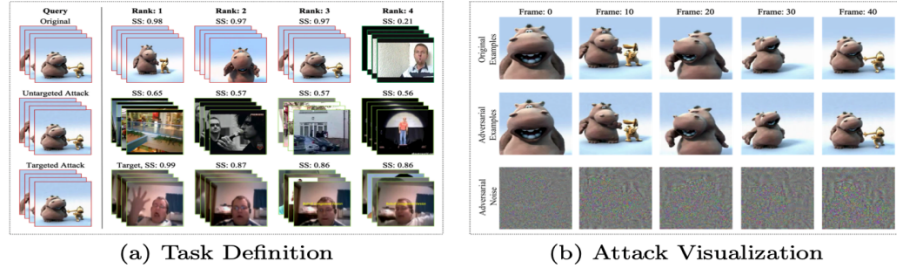 Query Rank: 1 Rank: 2 Rank: 3 Rank: 4
Original SS: 0.98 SS: 0.97 SS: 0.97 SS: 0.21
Untargeted Attack SS: 0.65 SS: 0.57 SS: 0.57 SS: 0.56
Targeted Attack Target, SS: 0.99 SS: 0.87 SS: 0.86 SS: 0.86
(a) Task Definition
Frame: 0 Frame: 10 Frame: 20 Frame: 30 Frame: 40
Original
Examples
Adversarial
Examples
Adversarial
Noise
(b) Attack Visualization